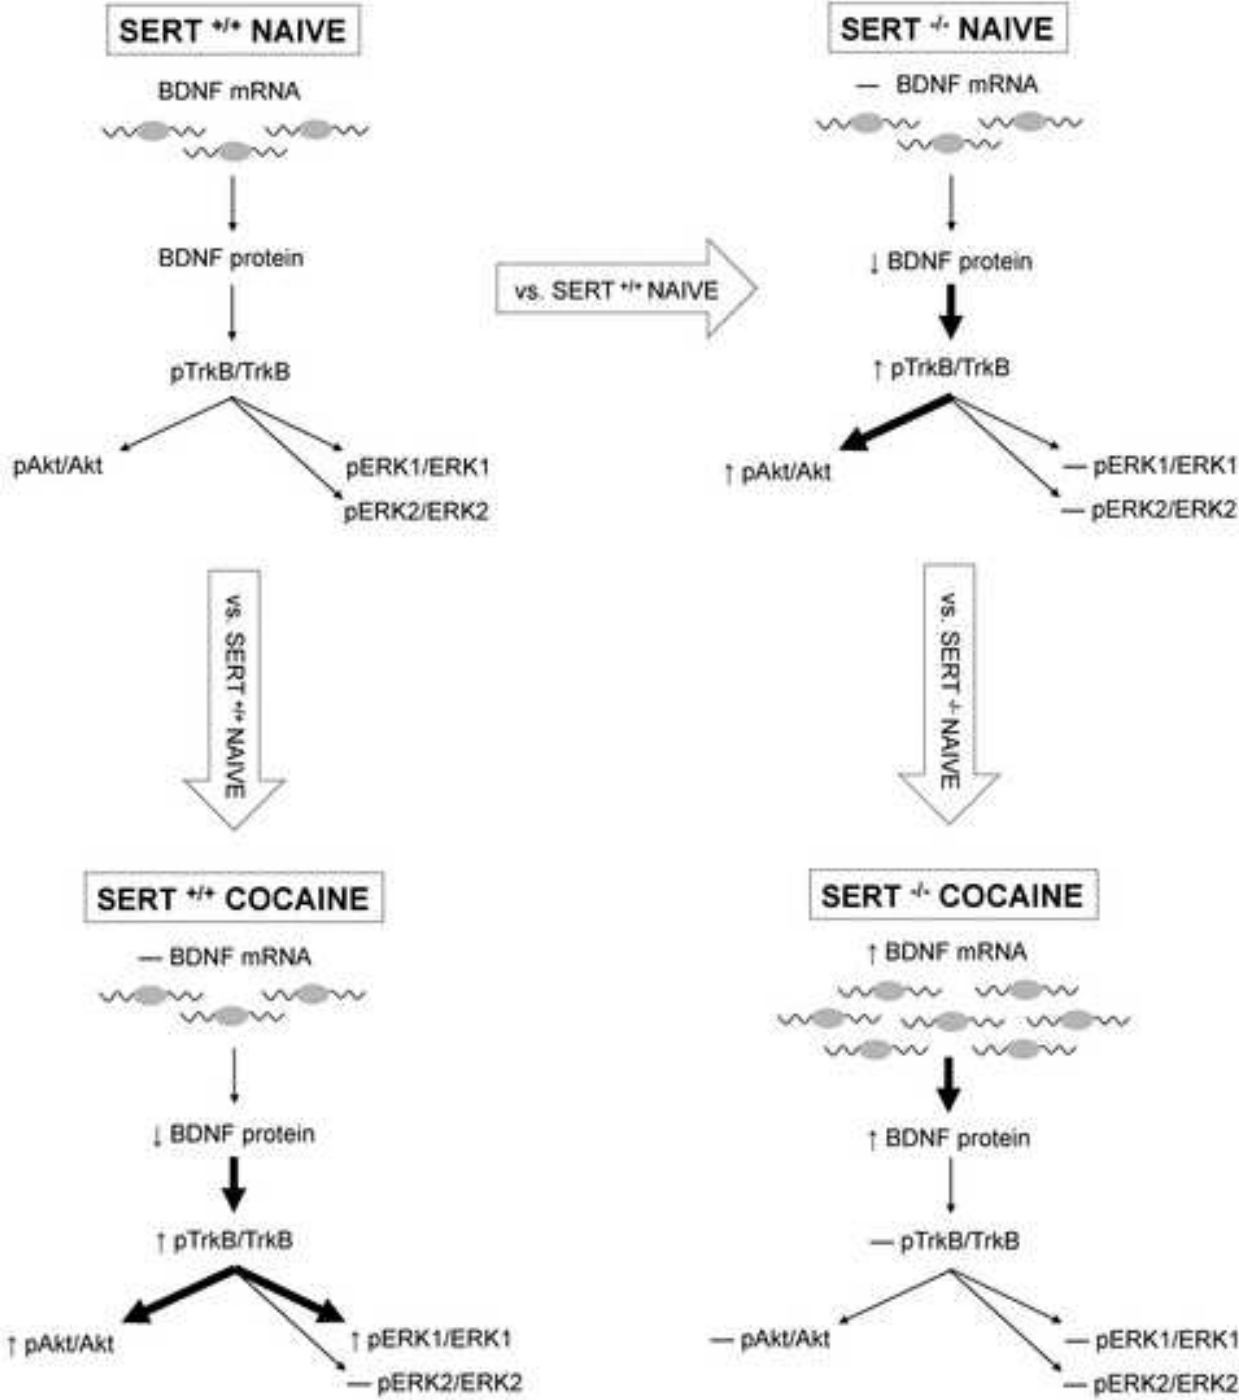 SERT +/+ NAIVE
BDNF mRNA
BDNF protein
pTrkB/TrkB
pAkt/Akt
pERK1/ERK1
pERK2/ERK2
vs. SERT +/+ NAIVE
SERT -/- NAIVE
— BDNF mRNA
↓ BDNF protein
↑ pTrkB/TrkB
↑ pAkt/Akt
— pERK1/ERK1
— pERK2/ERK2
vs. SERT +/+ NAIVE
vs. SERT -/- NAIVE
SERT +/+ COCAINE
— BDNF mRNA
↓ BDNF protein
↑ pTrkB/TrkB
↑ pAkt/Akt
↑ pERK1/ERK1
— pERK2/ERK2
SERT -/- COCAINE
↑ BDNF mRNA
↑ BDNF protein
— pTrkB/TrkB
— pAkt/Akt
— pERK1/ERK1
— pERK2/ERK2